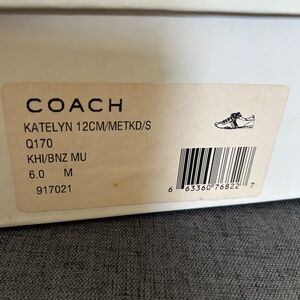 COACH
KATELYN 12CM/METKD/S
Q170
KHI/BNZ MU
6.0 M
917021
6 63360 76822 7